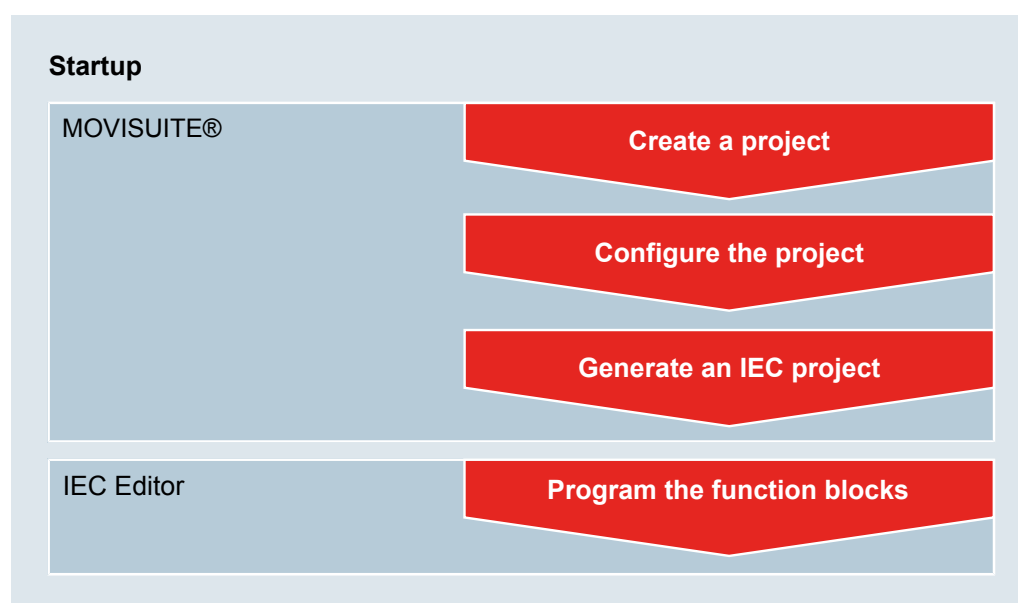 Startup
MOVISUITE®
Create a project
Configure the project
Generate an IEC project
IEC Editor
Program the function blocks